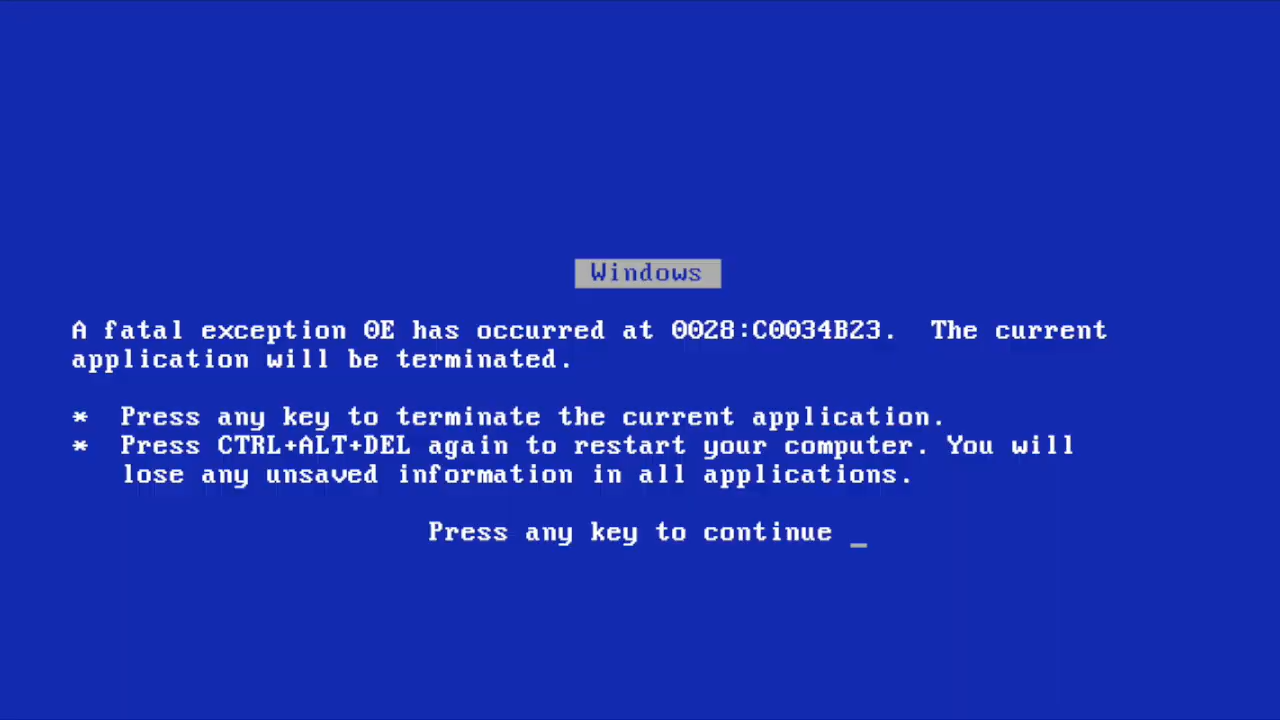 Windows
A fatal exception 0E has occurred at 0028:C0034B23. The current
application will be terminated.
* Press any key to terminate the current application.
* Press CTRL+ALT+DEL again to restart your computer. You will
lose any unsaved information in all applications.
Press any key to continue _